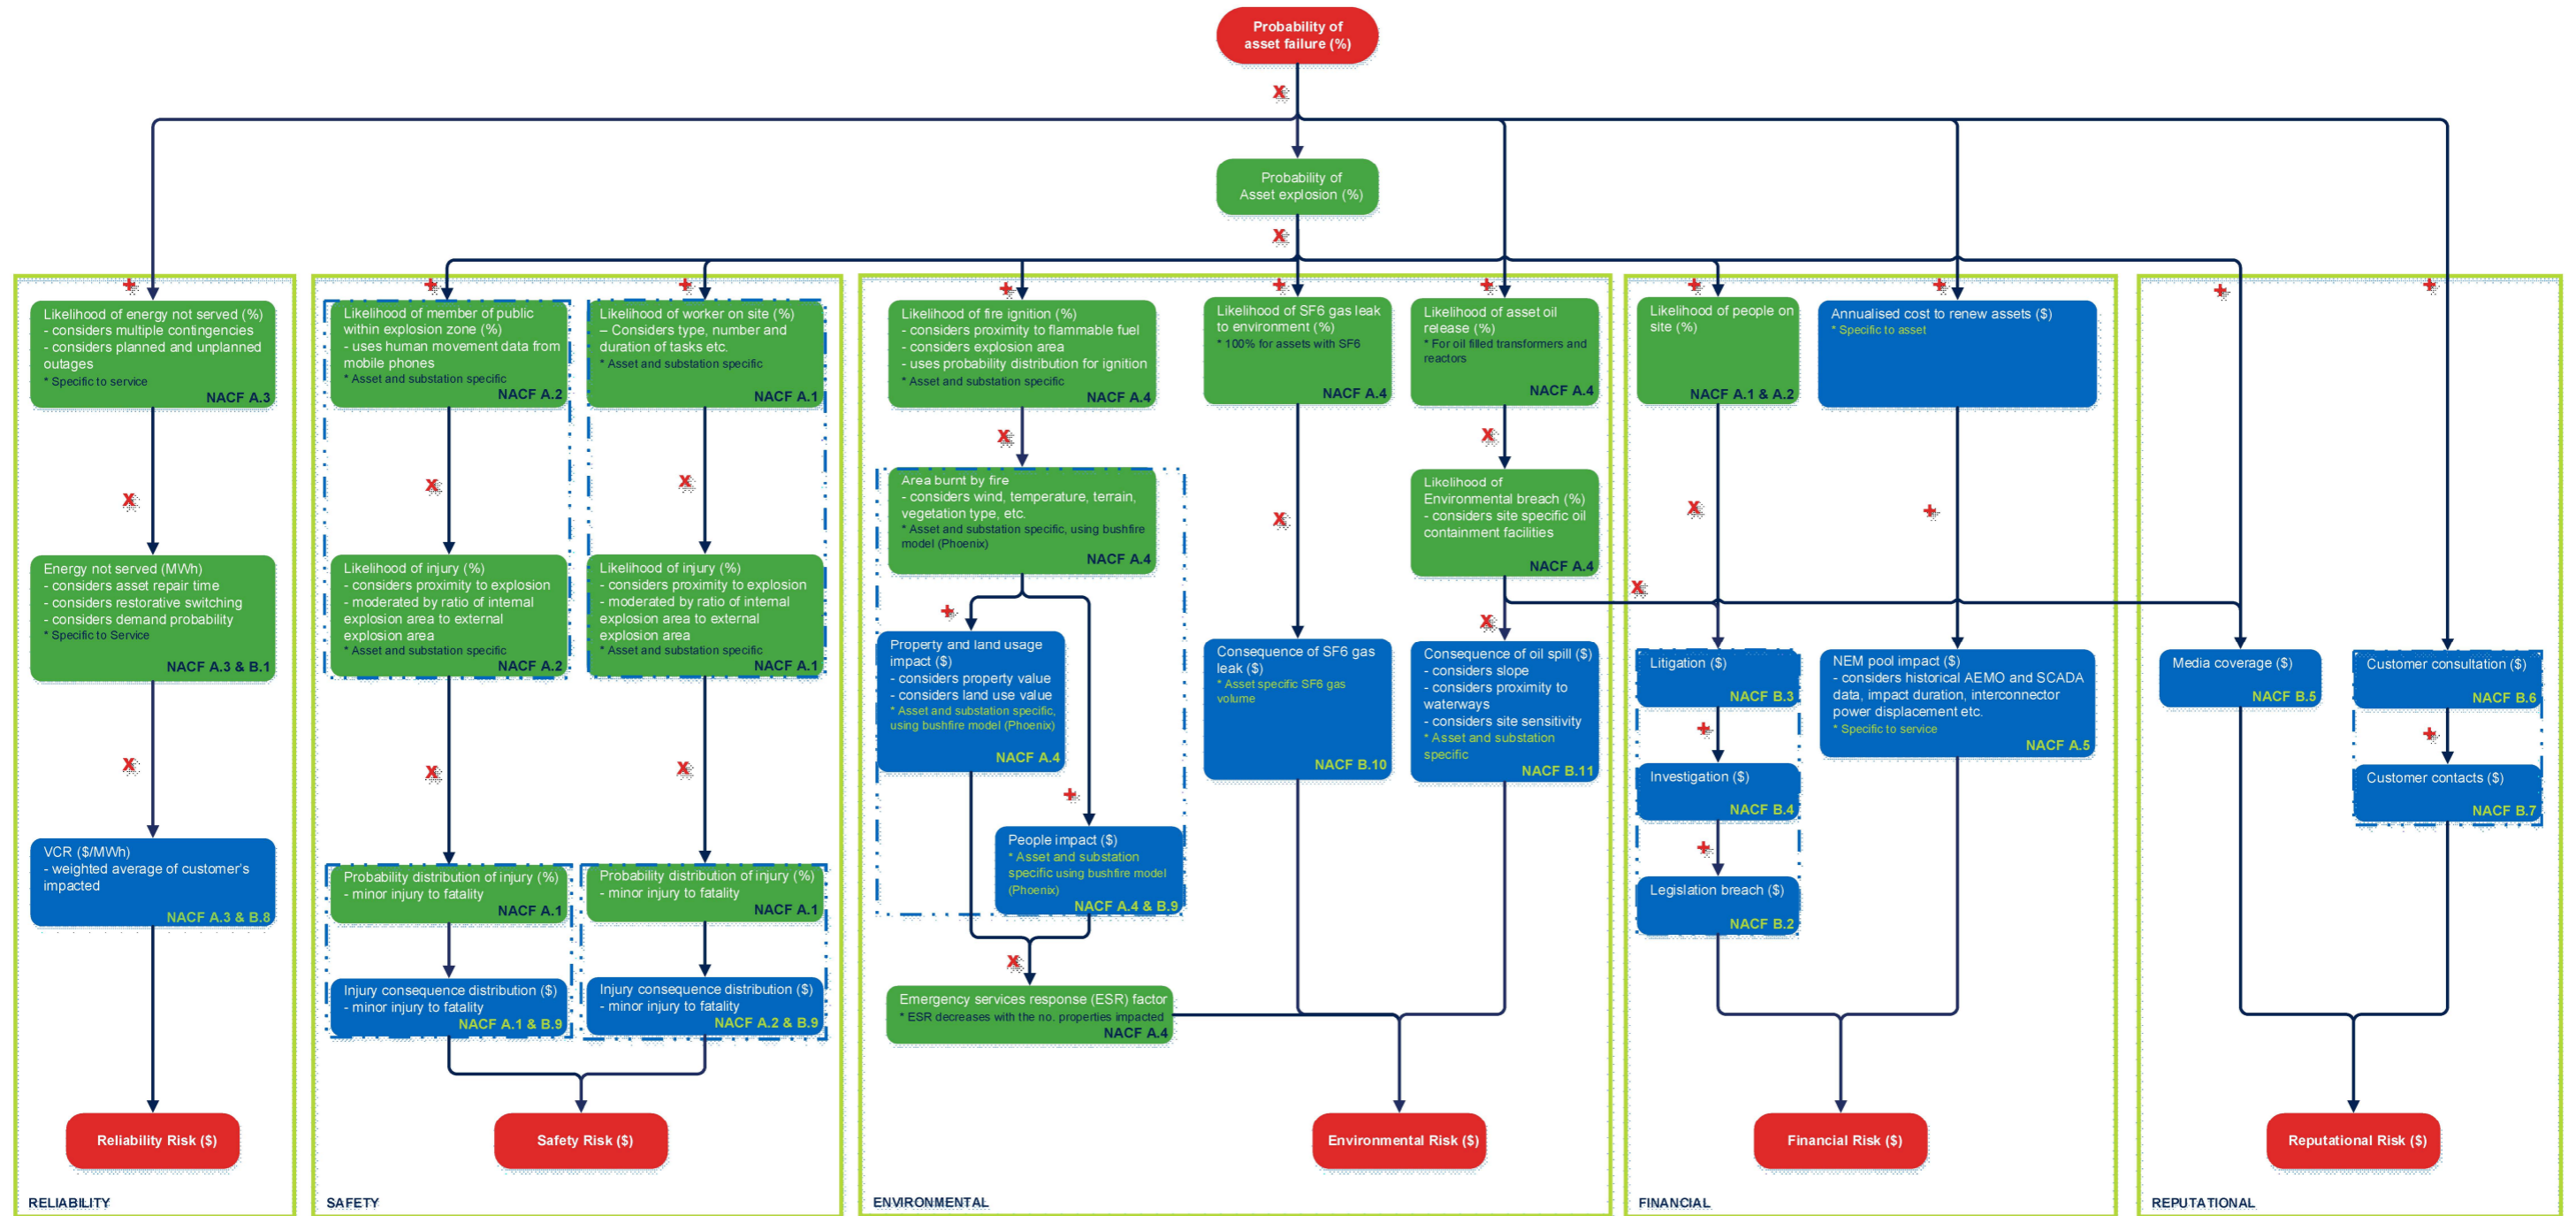 Probability of
asset failure (%)
X
Probability of
Asset explosion (%)
X
+
Likelihood of energy not served (%)
- considers multiple contingencies
- considers planned and unplanned
outages
* Specific to service
NACF A.3
X
Energy not served (MWh)
- considers asset repair time
- considers restorative switching
- considers demand probability
* Specific to Service
NACF A.3 & B.1
X
VCR ($/MWh)
- weighted average of customer's
impacted
NACF A.3 & B.8
Reliability Risk ($)
RELIABILITY
+
Likelihood of member of public
within explosion zone (%)
- uses human movement data from
mobile phones
* Asset and substation specific
NACF A.2
X
Likelihood of injury (%)
- considers proximity to explosion
- moderated by ratio of internal
explosion area to external
explosion area
* Asset and substation specific
NACF A.2
X
Probability distribution of injury (%)
- minor injury to fatality
NACF A.1
Injury consequence distribution ($)
- minor injury to fatality
NACF A.1 & B.9
+
Likelihood of worker on site (%)
– Considers type, number and
duration of tasks etc.
* Asset and substation specific
NACF A.1
X
Likelihood of injury (%)
- considers proximity to explosion
- moderated by ratio of internal
explosion area to external
explosion area
* Asset and substation specific
NACF A.1
X
Probability distribution of injury (%)
- minor injury to fatality
NACF A.1
Injury consequence distribution ($)
- minor injury to fatality
NACF A.2 & B.9
Safety Risk ($)
SAFETY
+
Likelihood of fire ignition (%)
- considers proximity to flammable fuel
- considers explosion area
- uses probability distribution for ignition
* Asset and substation specific
NACF A.4
X
Area burnt by fire
- considers wind, temperature, terrain,
vegetation type, etc.
* Asset and substation specific, using bushfire
model (Phoenix)
NACF A.4
+
Property and land usage
impact ($)
- considers property value
- considers land use value
* Asset and substation specific,
using bushfire model (Phoenix)
NACF A.4
+
People impact ($)
* Asset and substation
specific using bushfire model
(Phoenix)
NACF A.4 & B.9
X
Emergency services response (ESR) factor
* ESR decreases with the no. properties impacted
NACF A.4
+
Likelihood of SF6 gas leak
to environment (%)
* 100% for assets with SF6
NACF A.4
X
Consequence of SF6 gas
leak ($)
* Asset specific SF6 gas
volume
NACF B.10
+
Likelihood of asset oil
release (%)
* For oil filled transformers and
reactors
NACF A.4
X
Likelihood of
Environmental breach (%)
- considers site specific oil
containment facilities
NACF A.4
X
Consequence of oil spill ($)
- considers slope
- considers proximity to
waterways
- considers site sensitivity
* Asset and substation
specific
NACF B.11
Environmental Risk ($)
ENVIRONMENTAL
+
Likelihood of people on
site (%)
NACF A.1 & A.2
X
X
Litigation ($)
NACF B.3
+
Investigation ($)
NACF B.4
+
Legislation breach ($)
NACF B.2
+
Annualised cost to renew assets ($)
* Specific to asset
+
NEM pool impact ($)
- considers historical AEMO and SCADA
data, impact duration, interconnector
power displacement etc.
* Specific to service
NACF A.5
Financial Risk ($)
FINANCIAL
+
Media coverage ($)
NACF B.5
+
Customer consultation ($)
NACF B.6
+
Customer contacts ($)
NACF B.7
Reputational Risk ($)
REPUTATIONAL